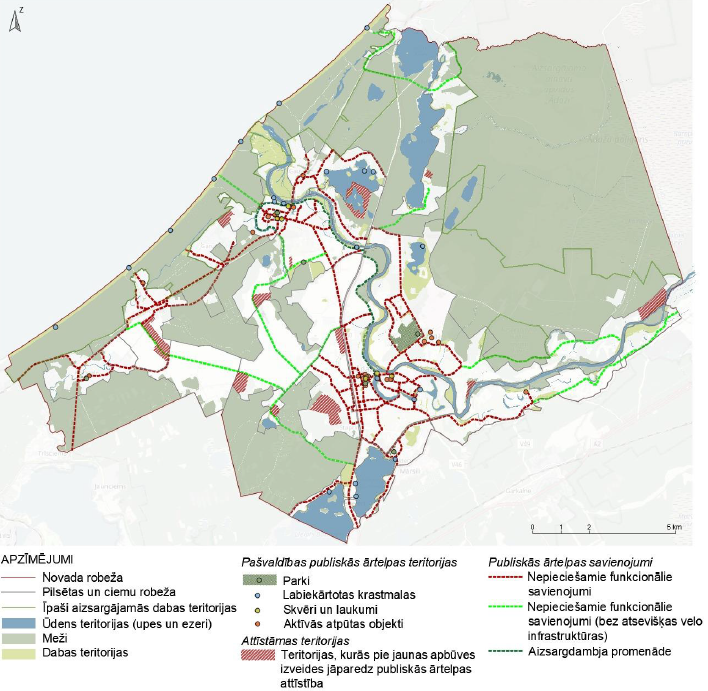 Z
0 1 2 6 km
APZĪMĒJUMI
Novada robeža
Pilsētas un ciemu robeža
Īpaši aizsargājamās dabas teritorijas
Ūdens teritorijas (upes un ezeri)
Meži
Dabas teritorijas
Pašvaldības publiskās ārtelpas teritorijas
Parki
Labiekārtotas krastmalas
Skvēri un laukumi
Aktīvās atpūtas objekti
Attīstāmas teritorijas
Teritorijas, kurās pie jaunas apbūves
izveides jāparedz publiskās ārtelpas
attīstība
Publiskās ārtelpas savienojumi
Nepieciešamie funkcionālie
savienojumi
Nepieciešamie funkcionālie
savienojumi (bez atsevišķas velo
infrastruktūras)
Aizsargdambja promenāde